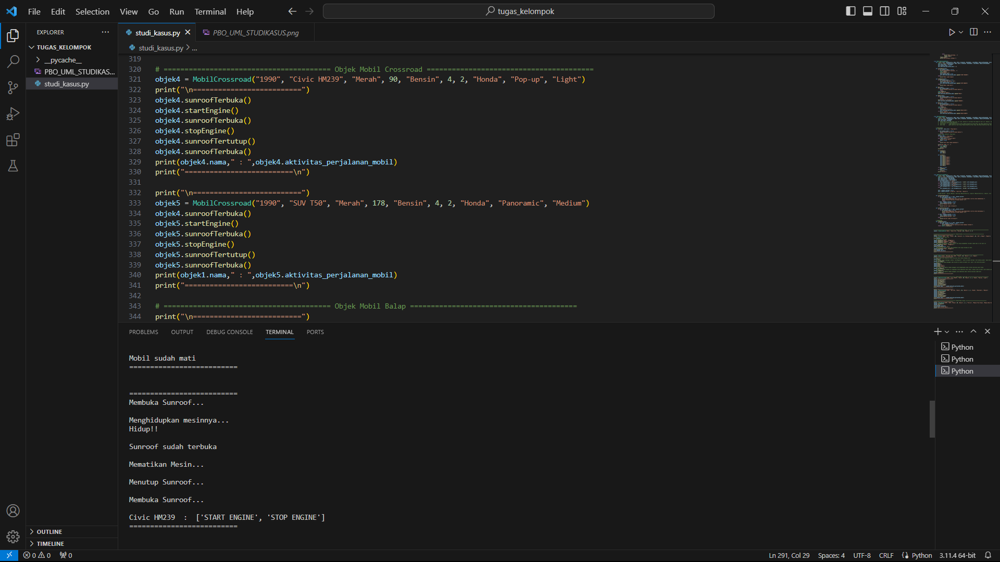 File Edit Selection View Go Run Terminal Help
tugas_kelompok
EXPLORER
TUGAS_KELOMPOK
__pycache__
PBO_UML_STUDIKAS...
studi_kasus.py
OUTLINE
TIMELINE
studi_kasus.py
PBO_UML_STUDIKASUS.png
studi_kasus.py > ...
319
320 # ======================================== Objek Mobil Crossroad ========================================
321 objek4 = MobilCrossroad("1990", "Civic HM239", "Merah", 90, "Bensin", 4, 2, "Honda", "Pop-up", "Light")
322 print("\n==========================")
323 objek4.sunroofTerbuka()
324 objek4.startEngine()
325 objek4.sunroofTerbuka()
326 objek4.stopEngine()
327 objek4.sunroofTertutup()
328 objek4.sunroofTerbuka()
329 print(objek4.nama," : ",objek4.aktivitas_perjalanan_mobil)
330 print("==========================\n")
331
332 print("\n==========================")
333 objek5 = MobilCrossroad("1990", "SUV T50", "Merah", 178, "Bensin", 4, 2, "Honda", "Panoramic", "Medium")
334 objek4.sunroofTerbuka()
335 objek5.startEngine()
336 objek5.sunroofTerbuka()
337 objek5.stopEngine()
338 objek5.sunroofTertutup()
339 objek5.sunroofTerbuka()
340 print(objek1.nama," : ",objek5.aktivitas_perjalanan_mobil)
341 print("==========================\n")
342
343 # ======================================== Objek Mobil Balap ========================================
344 print("\n==========================")
PROBLEMS OUTPUT DEBUG CONSOLE TERMINAL PORTS
Mobil sudah mati
==========================
==========================
Membuka Sunroof...
Menghidupkan mesinnya...
Hidup!!
Sunroof sudah terbuka
Mematikan Mesin...
Menutup Sunroof...
Membuka Sunroof...
Civic HM239  :  ['START ENGINE', 'STOP ENGINE']
==========================
Python
Python
Python
0 0 0
Ln 291, Col 29 Spaces: 4 UTF-8 CRLF Python 3.11.4 64-bit